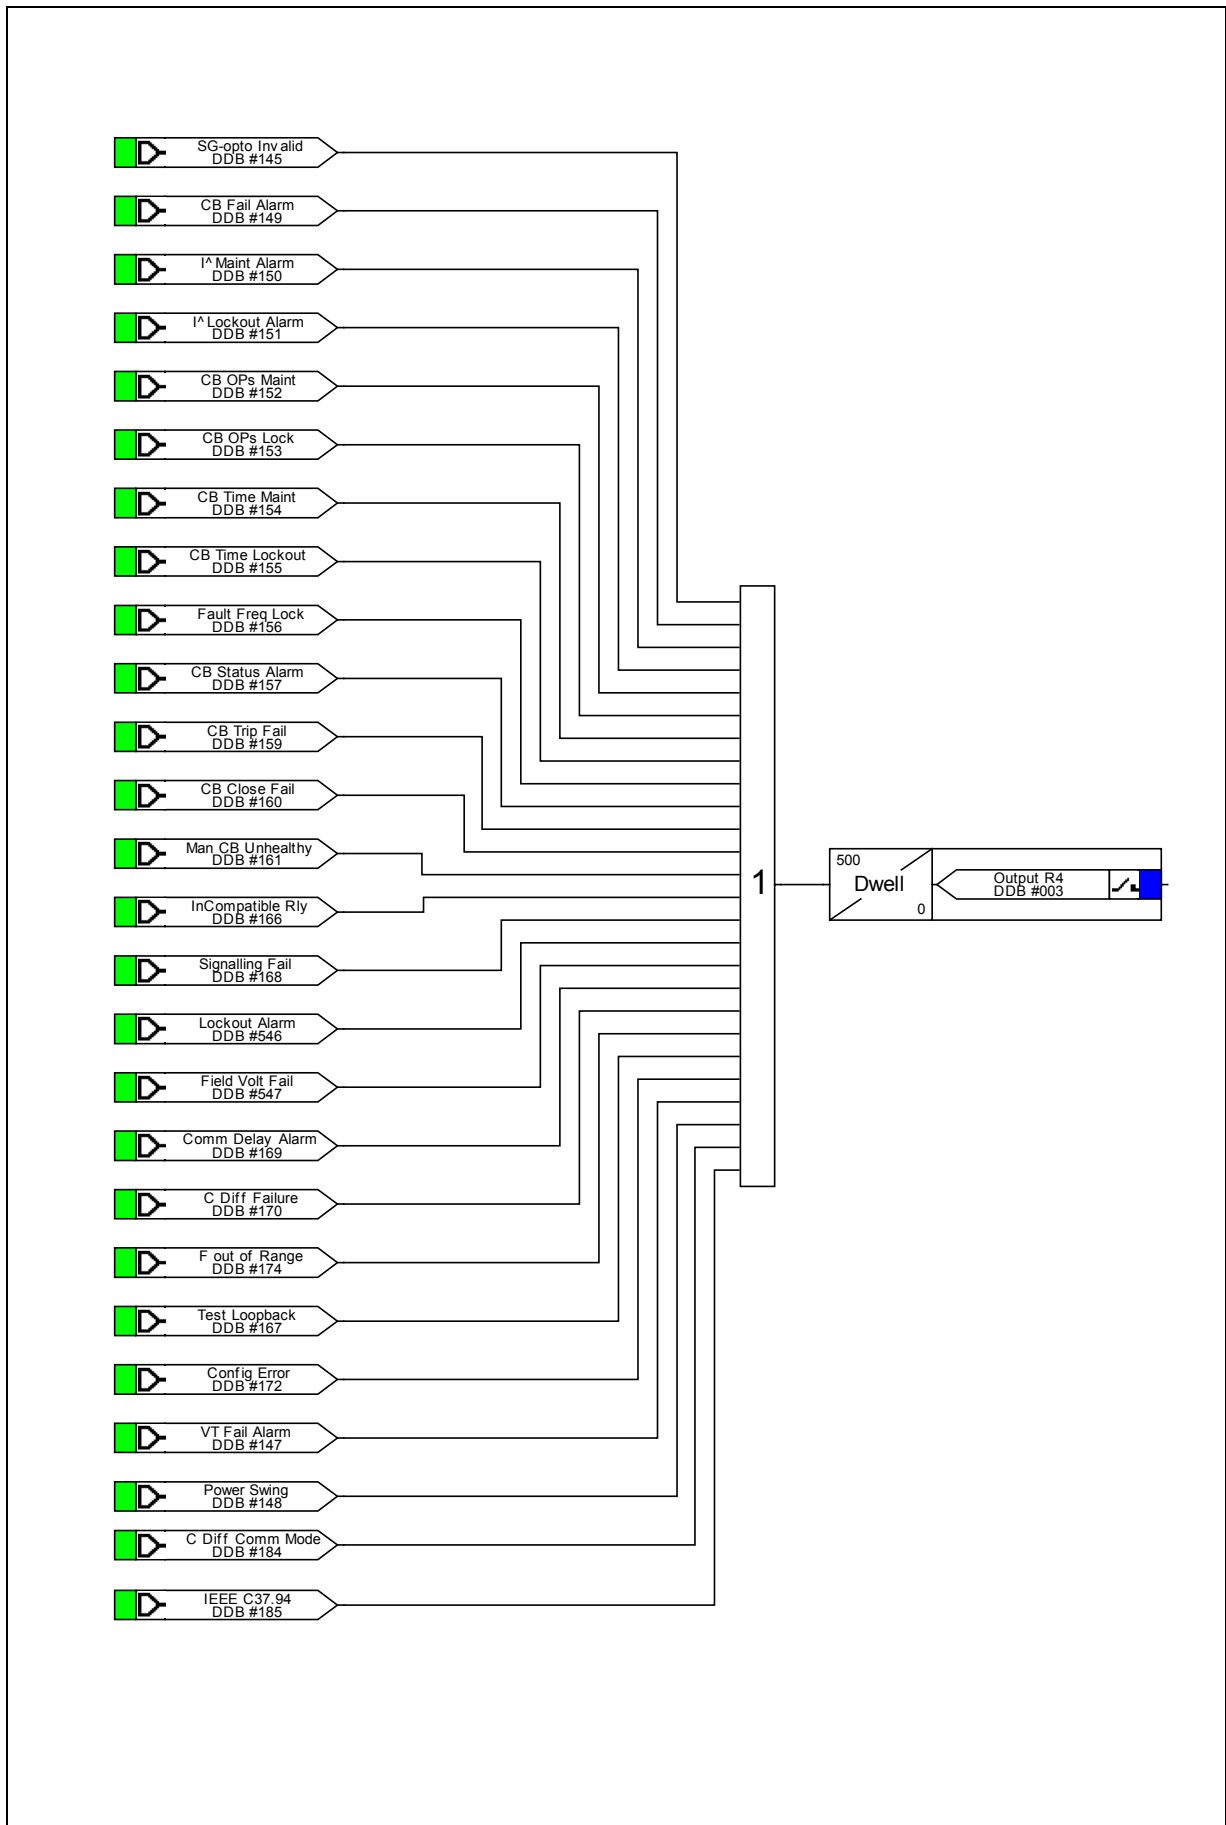 SG-opto Invalid
DDB #145
CB Fail Alarm
DDB #149
I^ Maint Alarm
DDB #150
I^ Lockout Alarm
DDB #151
CB OPs Maint
DDB #152
CB OPs Lock
DDB #153
CB Time Maint
DDB #154
CB Time Lockout
DDB #155
Fault Freq Lock
DDB #156
CB Status Alarm
DDB #157
CB Trip Fail
DDB #159
CB Close Fail
DDB #160
Man CB Unhealthy
DDB #161
InCompatible Rly
DDB #166
Signalling Fail
DDB #168
Lockout Alarm
DDB #546
Field Volt Fail
DDB #547
Comm Delay Alarm
DDB #169
C Diff Failure
DDB #170
F out of Range
DDB #174
Test Loopback
DDB #167
Config Error
DDB #172
VT Fail Alarm
DDB #147
Power Swing
DDB #148
C Diff Comm Mode
DDB #184
IEEE C37.94
DDB #185
1
500
Dwell
0
Output R4
DDB #003